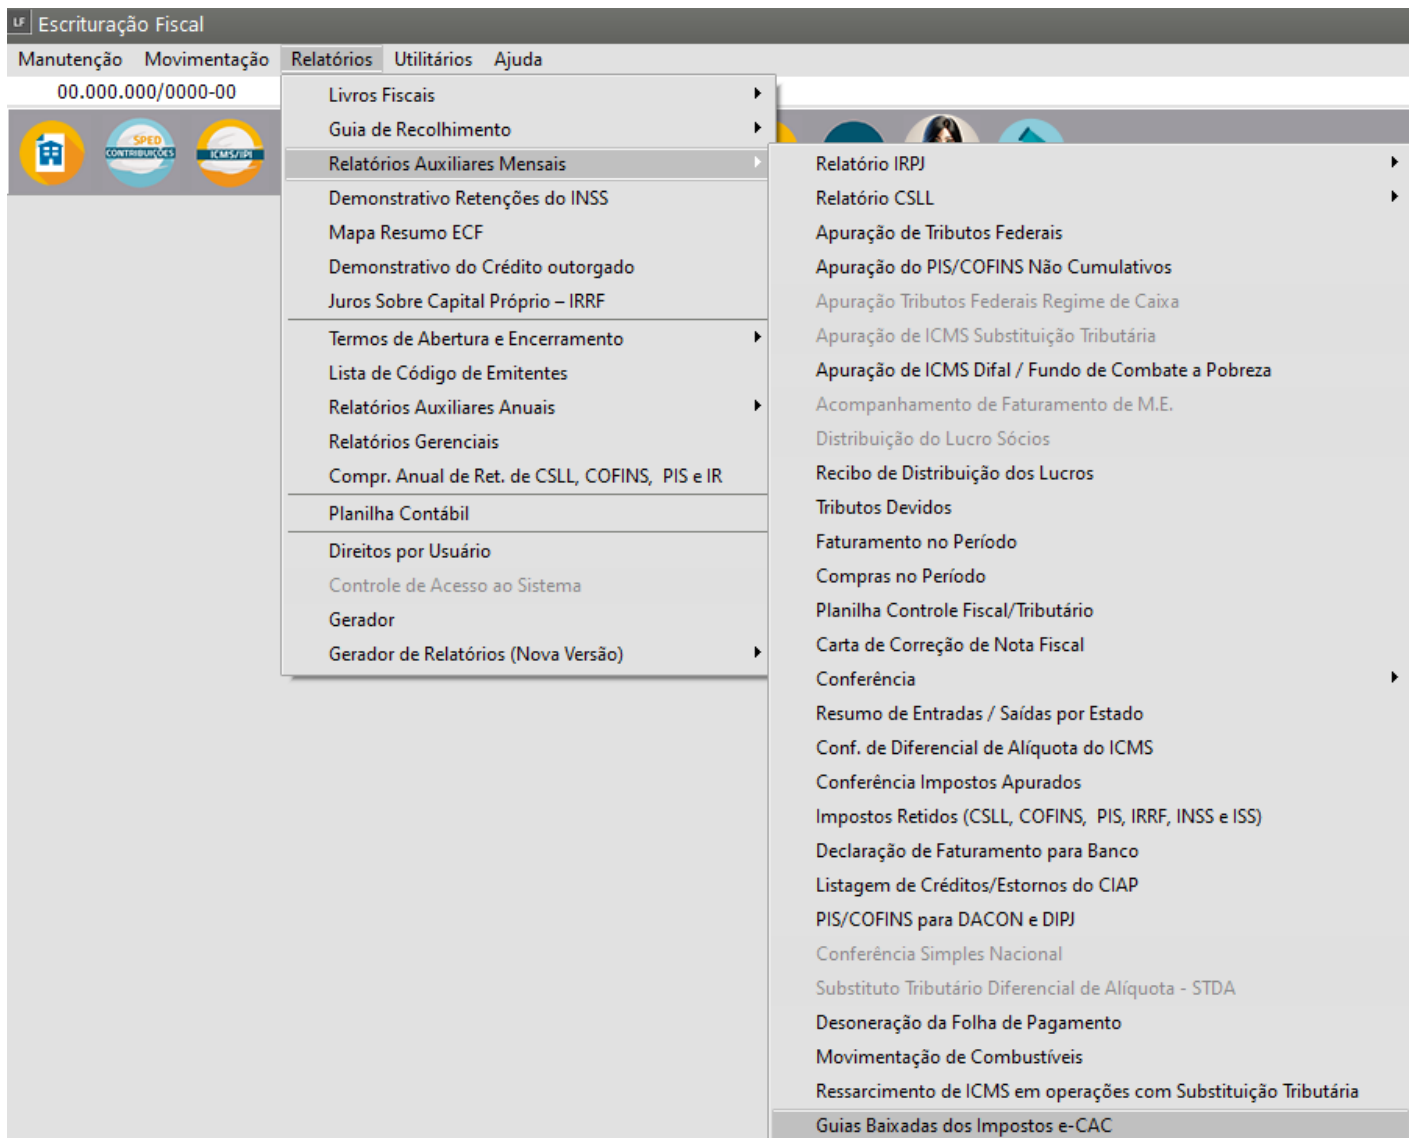 LF Escrituração Fiscal
Manutenção Movimentação Relatórios Utilitários Ajuda
00.000.000/0000-00
SPED
CONTRIBUIÇÕES
ICMS/IPI
Livros Fiscais
Guia de Recolhimento
Relatórios Auxiliares Mensais
Demonstrativo Retenções do INSS
Mapa Resumo ECF
Demonstrativo do Crédito outorgado
Juros Sobre Capital Próprio – IRRF
Termos de Abertura e Encerramento
Lista de Código de Emitentes
Relatórios Auxiliares Anuais
Relatórios Gerenciais
Compr. Anual de Ret. de CSLL, COFINS, PIS e IR
Planilha Contábil
Direitos por Usuário
Controle de Acesso ao Sistema
Gerador
Gerador de Relatórios (Nova Versão)
Relatório IRPJ
Relatório CSLL
Apuração de Tributos Federais
Apuração do PIS/COFINS Não Cumulativos
Apuração Tributos Federais Regime de Caixa
Apuração de ICMS Substituição Tributária
Apuração de ICMS Difal / Fundo de Combate a Pobreza
Acompanhamento de Faturamento de M.E.
Distribuição do Lucro Sócios
Recibo de Distribuição dos Lucros
Tributos Devidos
Faturamento no Período
Compras no Período
Planilha Controle Fiscal/Tributário
Carta de Correção de Nota Fiscal
Conferência
Resumo de Entradas / Saídas por Estado
Conf. de Diferencial de Alíquota do ICMS
Conferência Impostos Apurados
Impostos Retidos (CSLL, COFINS, PIS, IRRF, INSS e ISS)
Declaração de Faturamento para Banco
Listagem de Créditos/Estornos do CIAP
PIS/COFINS para DACON e DIPJ
Conferência Simples Nacional
Substituto Tributário Diferencial de Alíquota - STDA
Desoneração da Folha de Pagamento
Movimentação de Combustíveis
Ressarcimento de ICMS em operações com Substituição Tributária
Guias Baixadas dos Impostos e-CAC